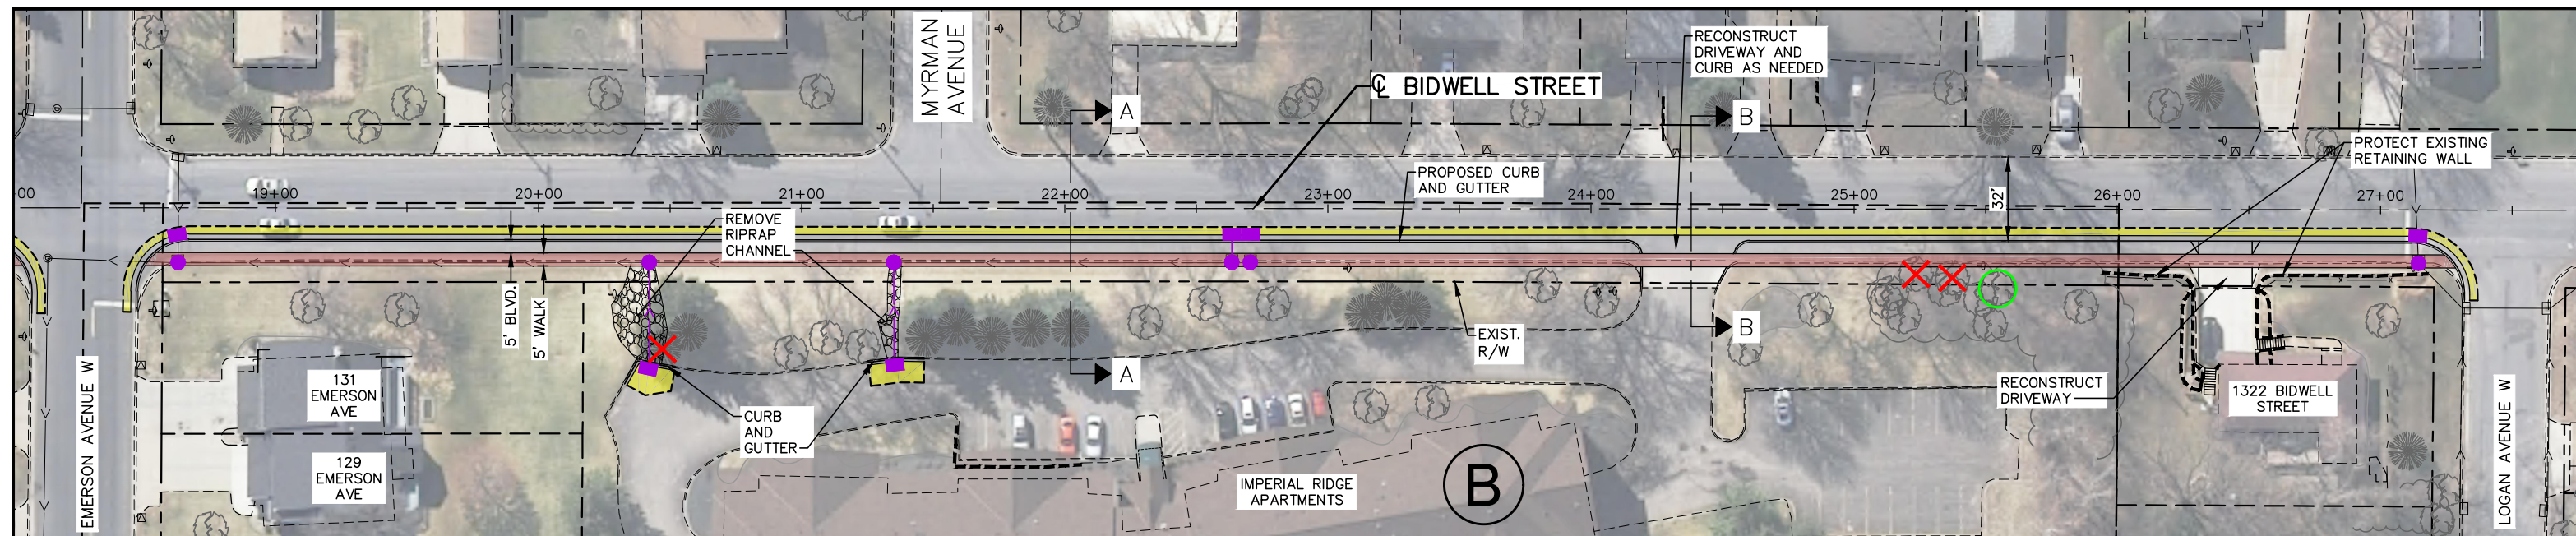 MYRMAN
AVENUE
℄ BIDWELL STREET
RECONSTRUCT
DRIVEWAY AND
CURB AS NEEDED
A
B
PROTECT EXISTING
RETAINING WALL
PROPOSED CURB
AND GUTTER
00
19+00
20+00
21+00
22+00
23+00
24+00
25+00
26+00
27+00
32'
REMOVE
RIPRAP
CHANNEL
5' BLVD.
5' WALK
EXIST.
R/W
B
A
EMERSON AVENUE W
131
EMERSON
AVE
129
EMERSON
AVE
CURB
AND
GUTTER
IMPERIAL RIDGE
APARTMENTS
B
RECONSTRUCT
DRIVEWAY
1322 BIDWELL
STREET
LOGAN AVENUE W